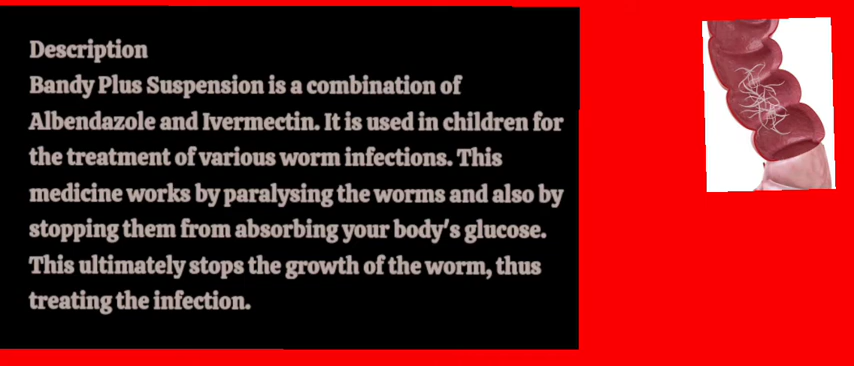 Description
Bandy Plus Suspension is a combination of
Albendazole and Ivermectin. It is used in children for
the treatment of various worm infections. This
medicine works by paralysing the worms and also by
stopping them from absorbing your body's glucose.
This ultimately stops the growth of the worm, thus
treating the infection.